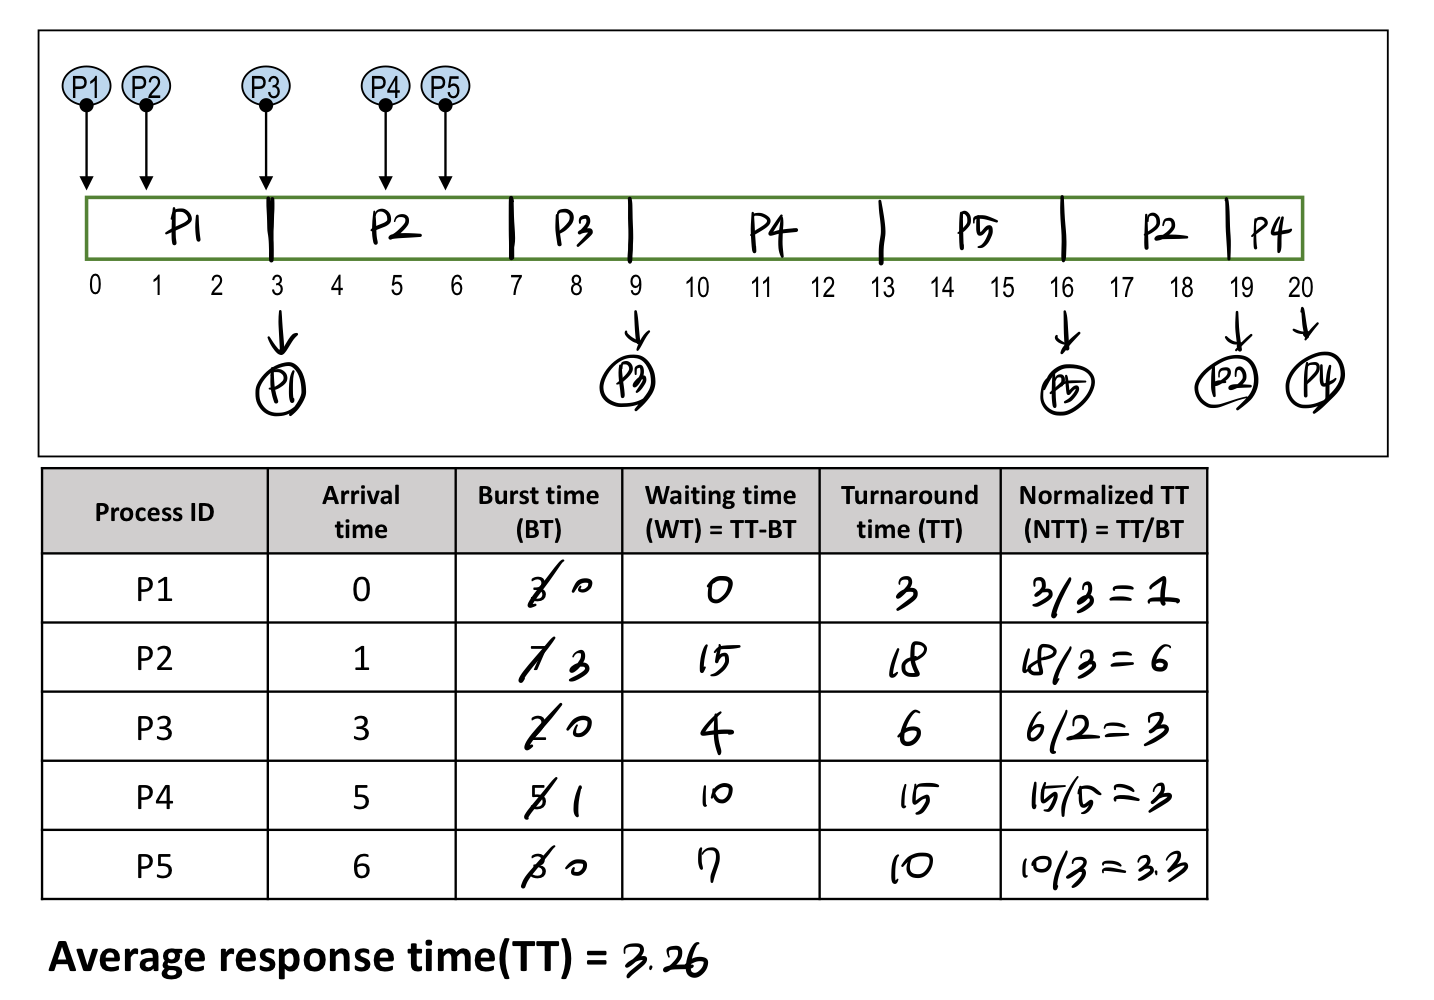 P1 P2 P3 P4 P5
P1 P2 P3 P4 P5 P2 P4
0 1 2 3 4 5 6 7 8 9 10 11 12 13 14 15 16 17 18 19 20
P1 P3 P5 P2 P4
Process ID Arrival time Burst time (BT) Waiting time (WT) = TT-BT Turnaround time (TT) Normalized TT (NTT) = TT/BT
P1 0 3 0 0 3 3/3 = 1
P2 1 7 3 15 18 18/3 = 6
P3 3 2 0 4 6 6/2 = 3
P4 5 5 1 10 15 15/5 = 3
P5 6 3 0 7 10 10/3 = 3.3
Average response time(TT) = 3.26